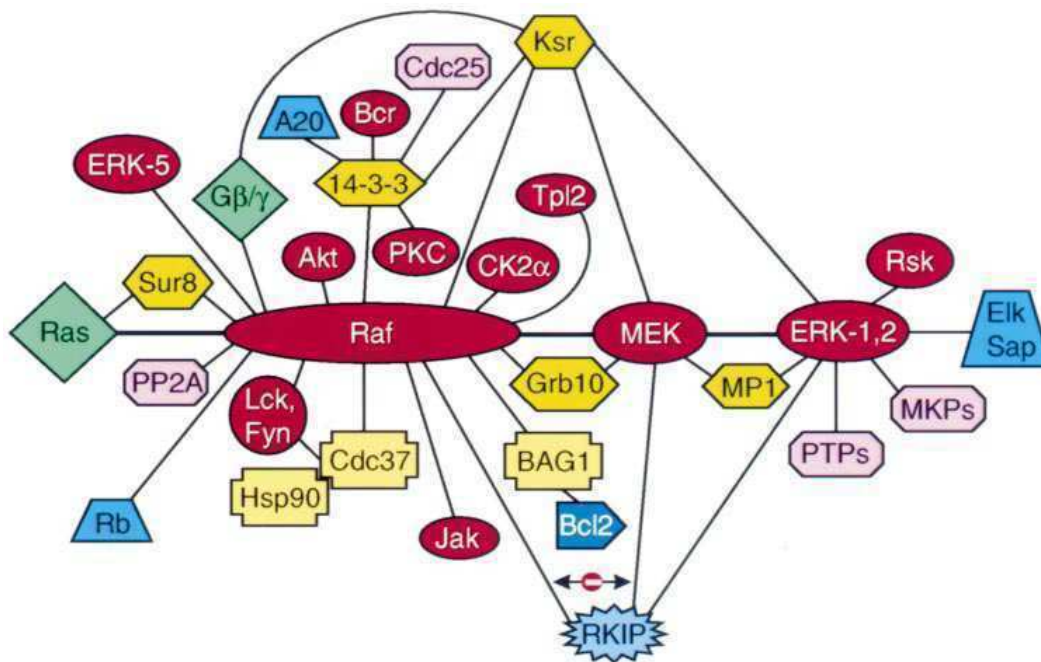 Ksr
Cdc25
Bcr
A20
ERK-5
14-3-3
Gβ/γ
Tpl2
Akt
PKC
CK2α
Rsk
Sur8
Ras
Raf
MEK
ERK-1,2
Elk
Sap
PP2A
Grb10
MP1
MKPs
Lck,
Fyn
Cdc37
BAG1
PTPs
Hsp90
Rb
Jak
Bcl2
RKIP